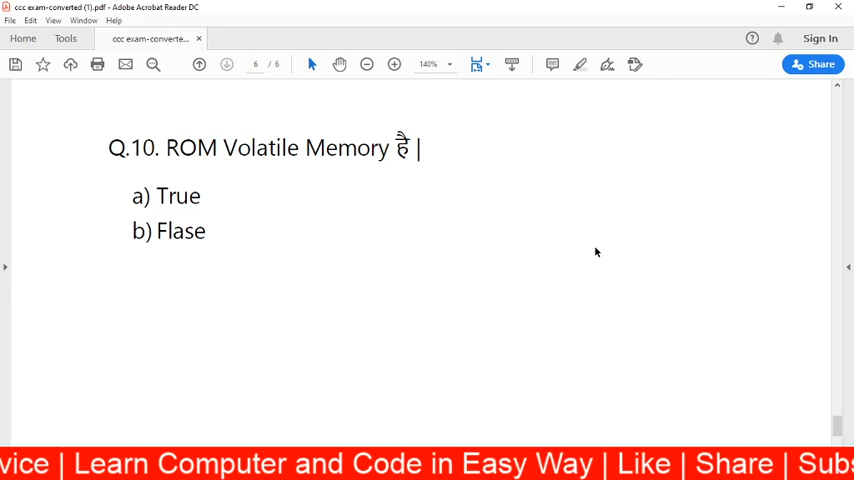 ccc exam-converted (1).pdf - Adobe Acrobat Reader DC
File Edit View Window Help
Home Tools ccc exam-converte... × Sign In
6 / 6 140% Share
Q.10. ROM Volatile Memory है |
a) True
b) Flase
vice | Learn Computer and Code in Easy Way | Like | Share | Subs